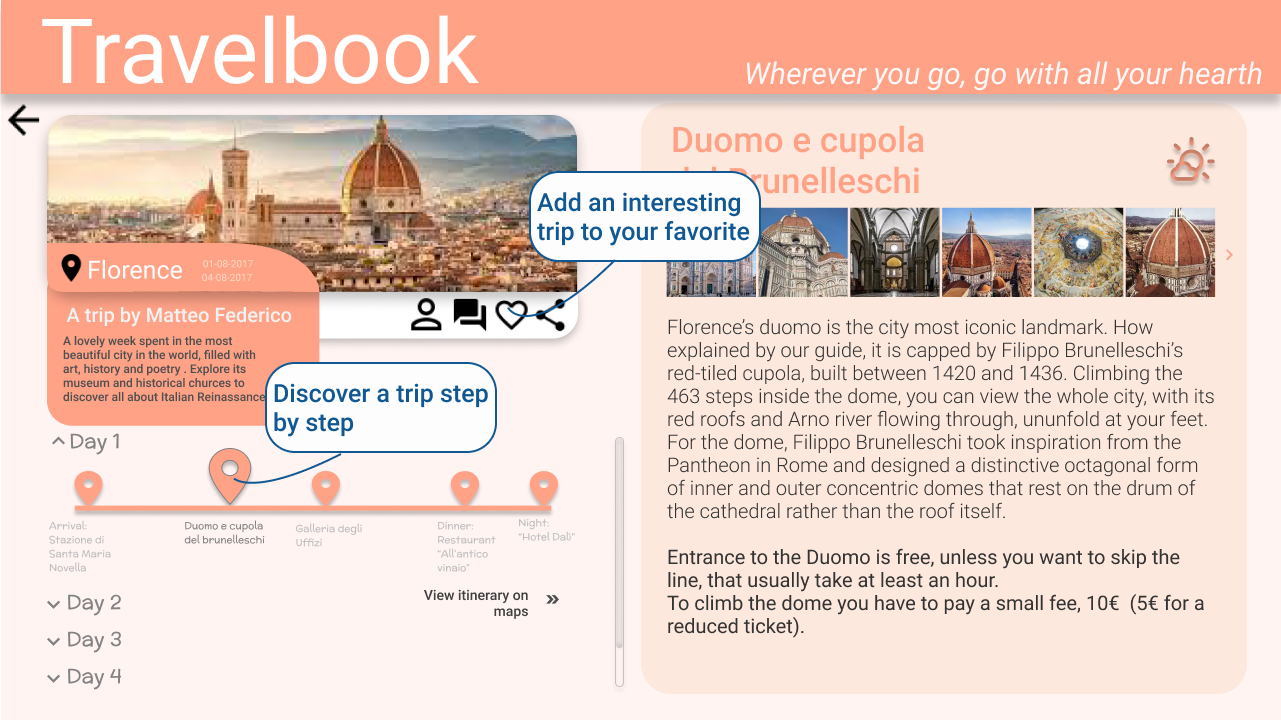 Travelbook
Wherever you go, go with all your hearth
Florence
01-08-2017
04-08-2017
A trip by Matteo Federico
A lovely week spent in the most
beautiful city in the world, filled with
art, history and poetry . Explore its
museum and historical churces to
discover all about Italian Reinassance
Add an interesting
trip to your favorite
Discover a trip step
by step
Day 1
Arrival:
Stazione di
Santa Maria
Novella
Duomo e cupola
del brunelleschi
Galleria degli
Uffizi
Dinner:
Restaurant
"All'antico
vinaio"
Night:
"Hotel Dalì"
View itinerary on
maps
Day 2
Day 3
Day 4
Duomo e cupola
Brunelleschi
Florence’s duomo is the city most iconic landmark. How
explained by our guide, it is capped by Filippo Brunelleschi’s
red-tiled cupola, built between 1420 and 1436. Climbing the
463 steps inside the dome, you can view the whole city, with its
red roofs and Arno river flowing through, ununfold at your feet.
For the dome, Filippo Brunelleschi took inspiration from the
Pantheon in Rome and designed a distinctive octagonal form
of inner and outer concentric domes that rest on the drum of
the cathedral rather than the roof itself.
Entrance to the Duomo is free, unless you want to skip the
line, that usually take at least an hour.
To climb the dome you have to pay a small fee, 10€ (5€ for a
reduced ticket).